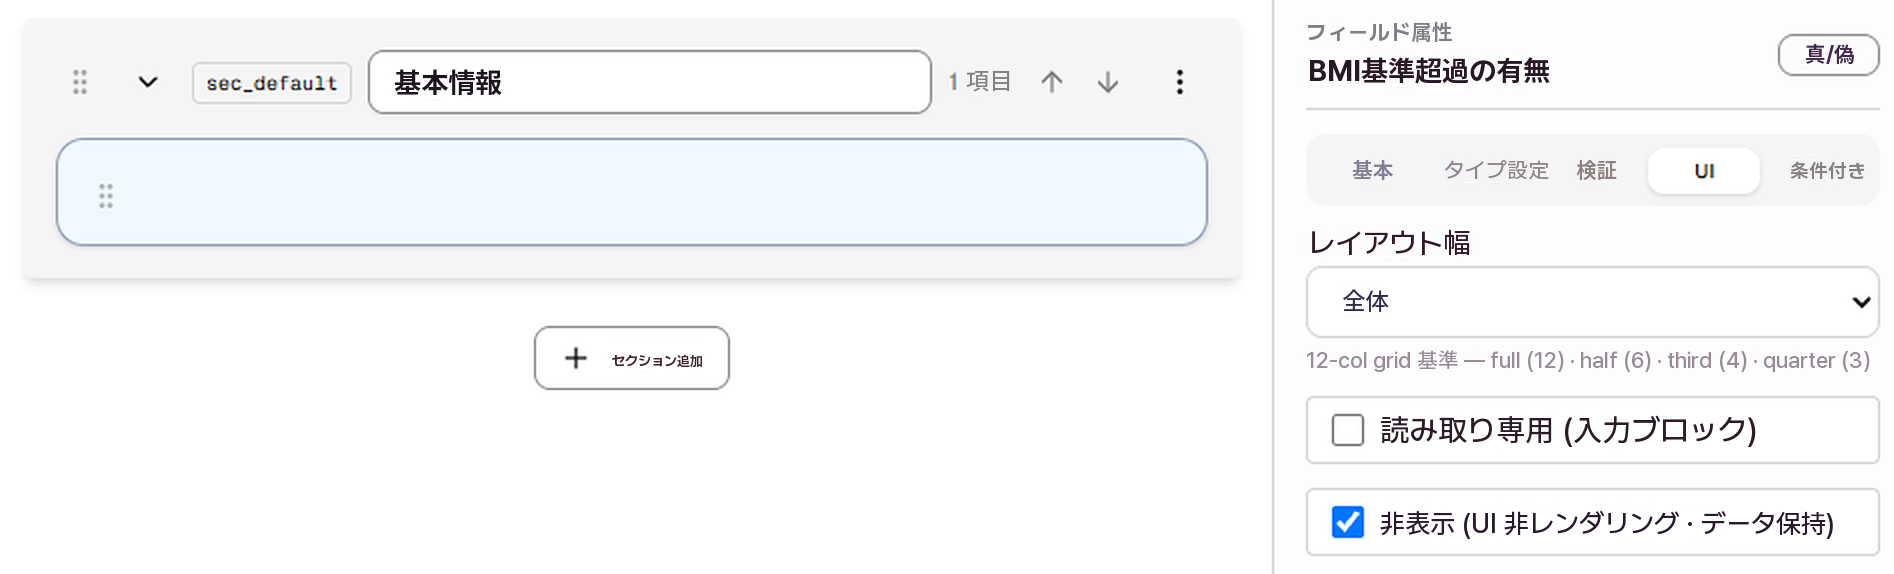 sec_default
基本情報
1 項目
セクション追加
フィールド属性
BMI基準超過の有無
真/偽
基本
タイプ設定
検証
UI
条件付き
レイアウト幅
全体
12-col grid 基準 — full (12) · half (6) · third (4) · quarter (3)
読み取り専用 (入力ブロック)
非表示 (UI 非レンダリング · データ保持)